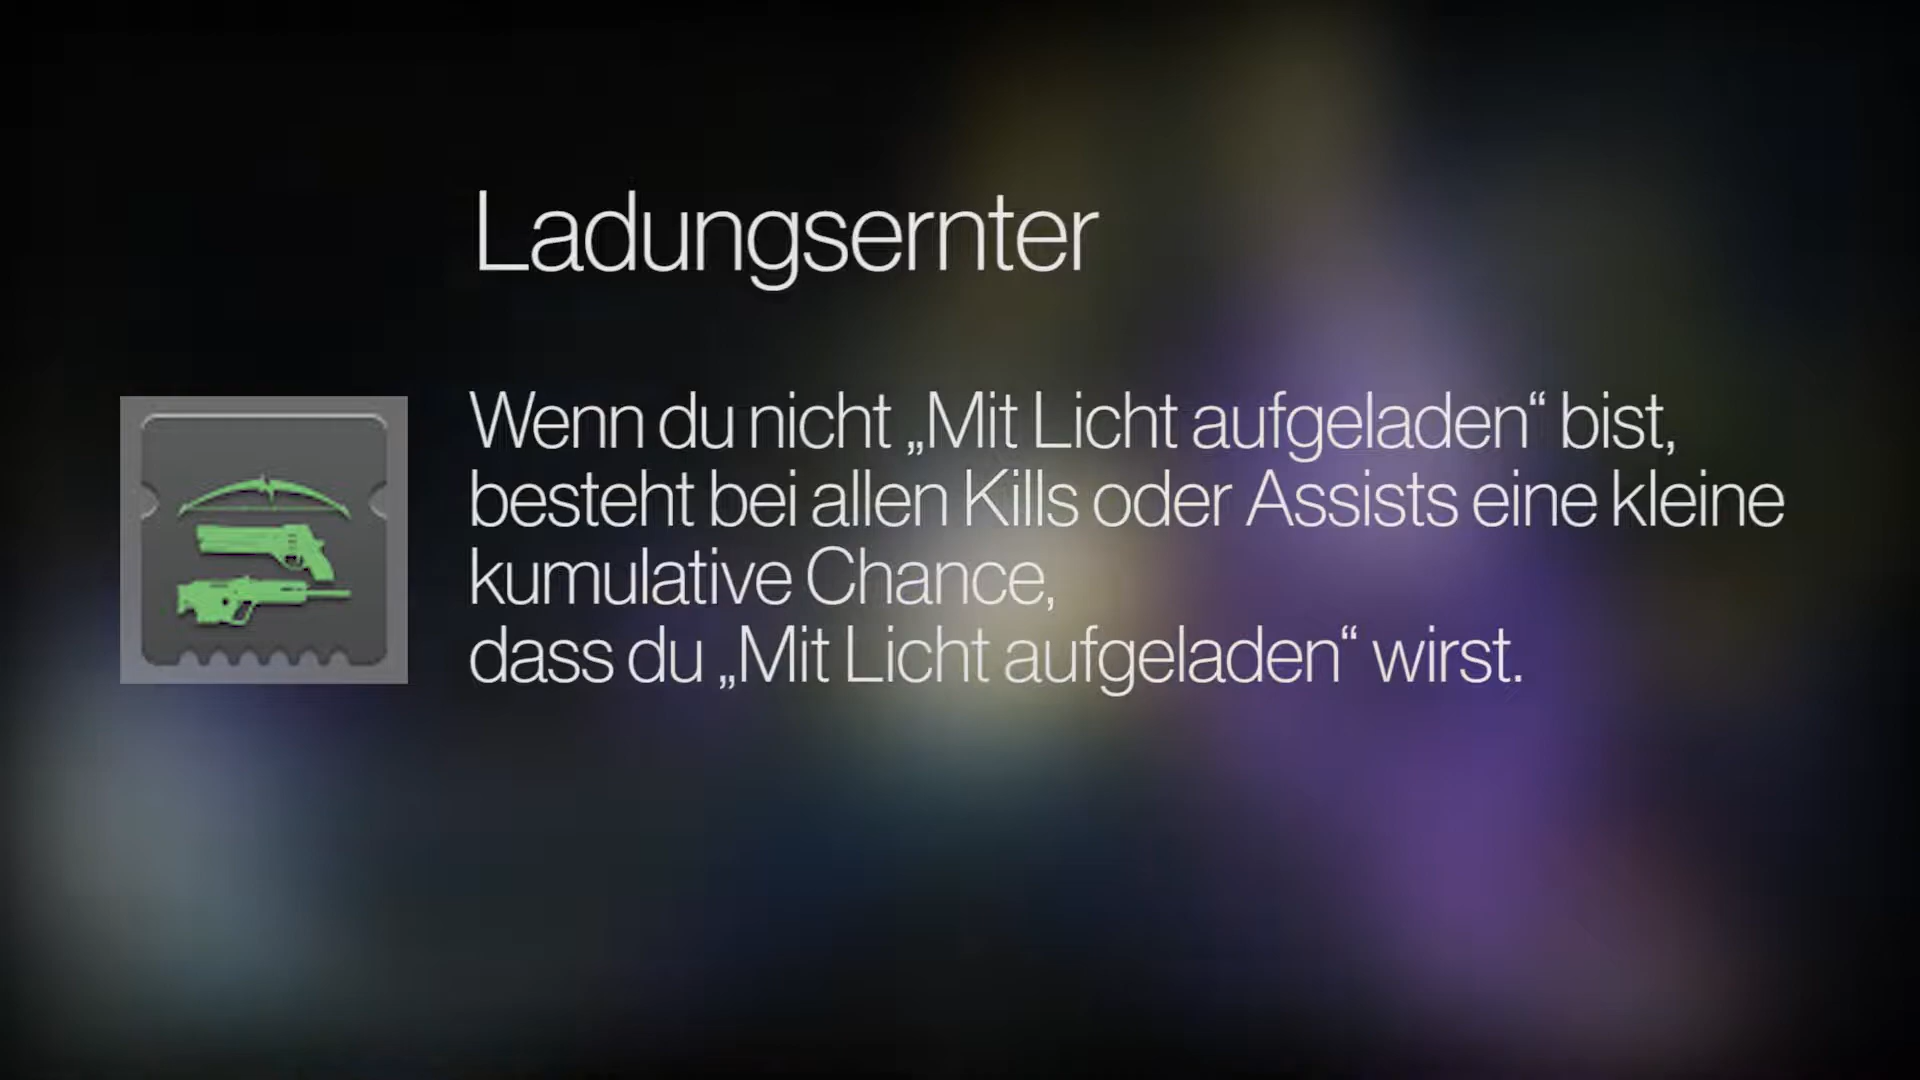 Ladungsernter
Wenn du nicht „Mit Licht aufgeladen“ bist,
besteht bei allen Kills oder Assists eine kleine
kumulative Chance,
dass du „Mit Licht aufgeladen“ wirst.